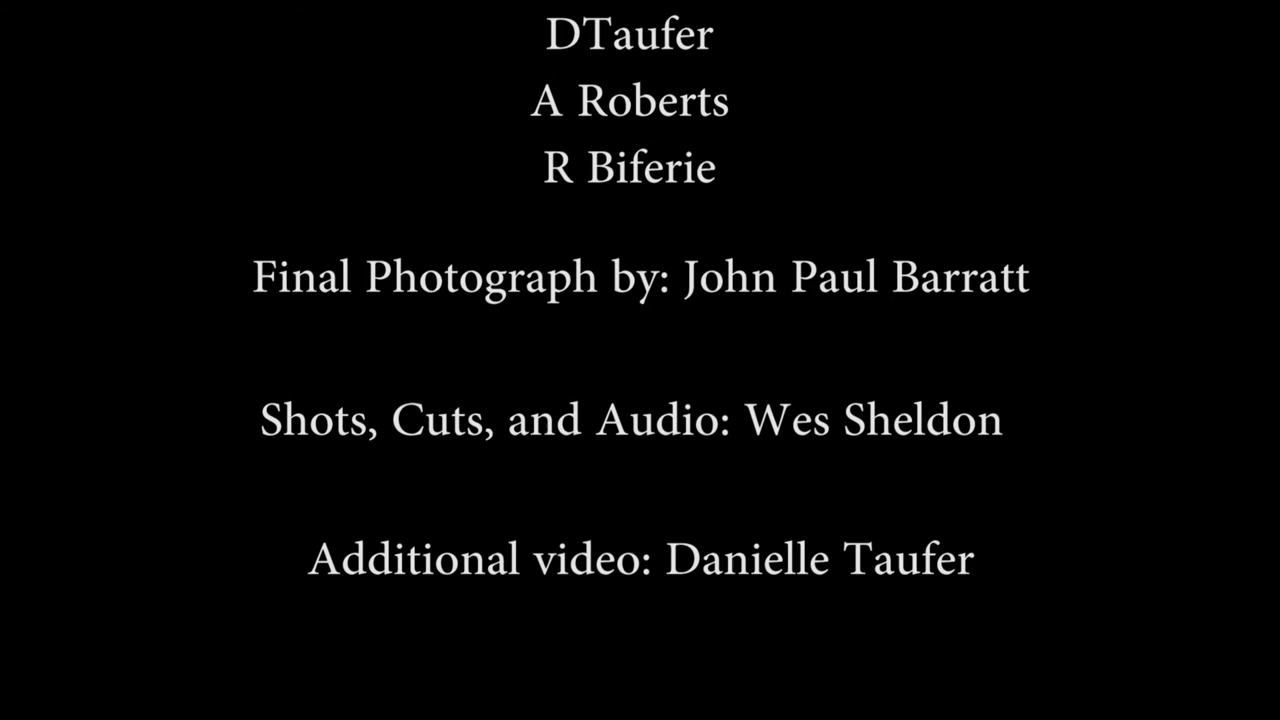 DTaufer
A Roberts
R Biferie
Final Photograph by: John Paul Barratt
Shots, Cuts, and Audio: Wes Sheldon
Additional video: Danielle Taufer